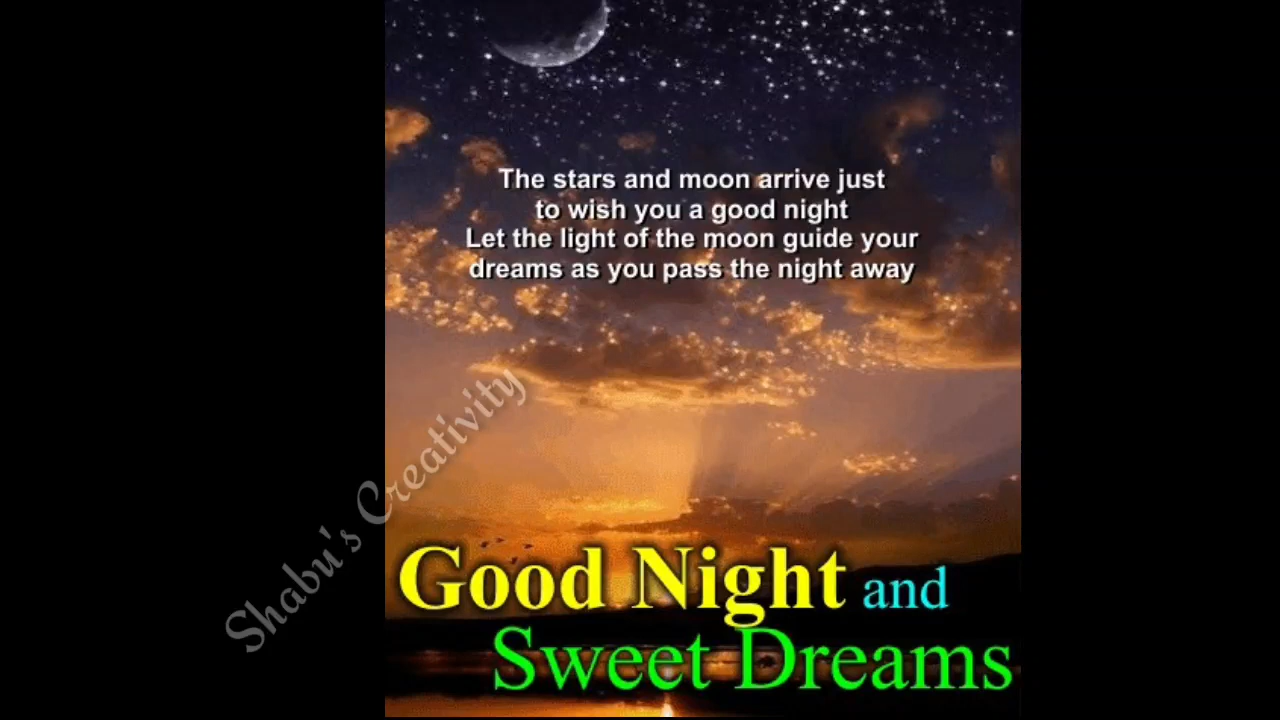 The stars and moon arrive just
to wish you a good night
Let the light of the moon guide your
dreams as you pass the night away
Shabu's Creativity
Good Night and
Sweet Dreams